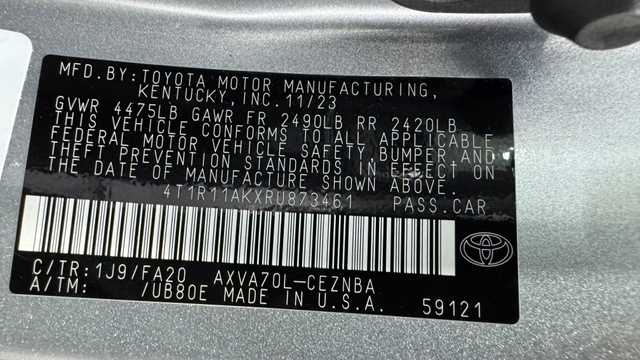 MFD.BY:TOYOTA MOTOR MANUFACTURING,
KENTUCKY,INC.11/23
GVWR 4475LB GAWR FR 2490LB RR 2420LB
THIS VEHICLE CONFORMS TO ALL APPLICABLE
FEDERAL MOTOR VEHICLE SAFETY,BUMPER,AND
THEFT PREVENTION STANDARDS IN EFFECT ON
THE DATE OF MANUFACTURE SHOWN ABOVE.
4T1R11AKXRU873461 PASS.CAR
C/TR:1J9/FA20 AXVA70L-CEZNBA
A/TM: /UB80E MADE IN U.S.A. 59121